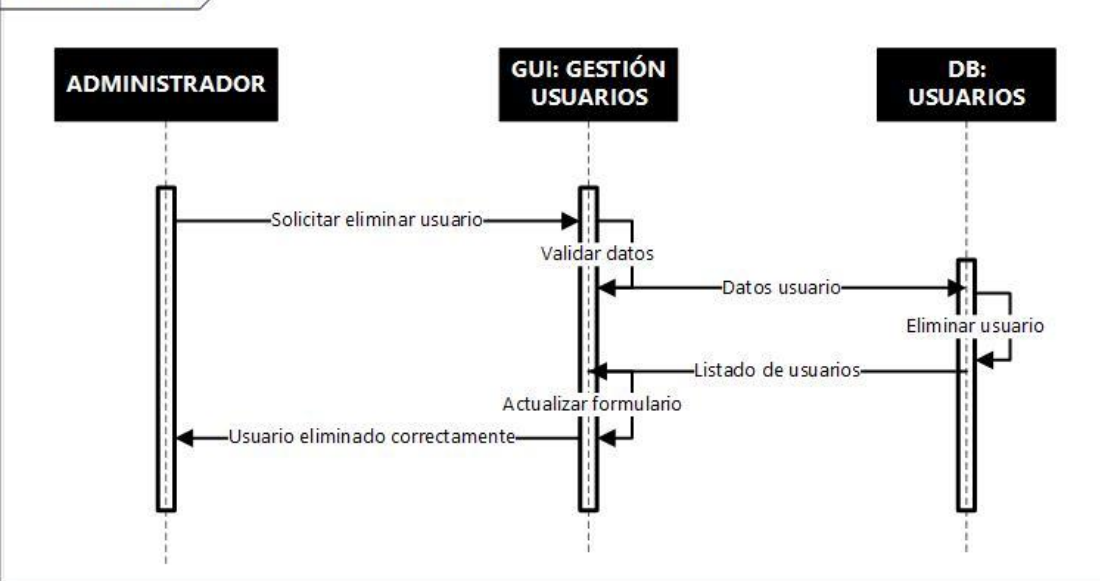 ADMINISTRADOR
GUI: GESTIÓN
USUARIOS
DB:
USUARIOS
Solicitar eliminar usuario
Validar datos
Datos usuario
Eliminar usuario
Listado de usuarios
Actualizar formulario
Usuario eliminado correctamente